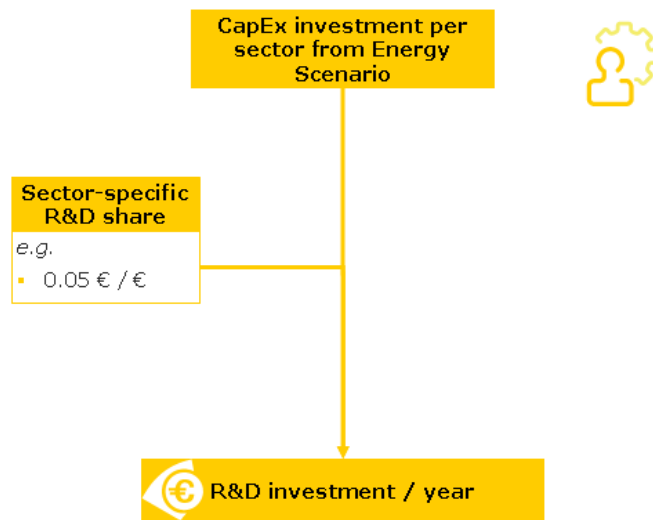 CapEx investment per
sector from Energy
Scenario
Sector-specific
R&D share
e.g.
▪ 0.05 € / €
€ R&D investment / year